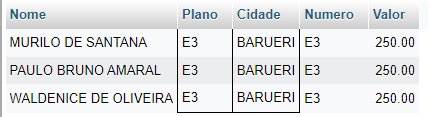 Nome Plano Cidade Numero Valor
MURILO DE SANTANA E3 BARUERI E3 250.00
PAULO BRUNO AMARAL E3 BARUERI E3 250.00
WALDENICE DE OLIVEIRA E3 BARUERI E3 250.00